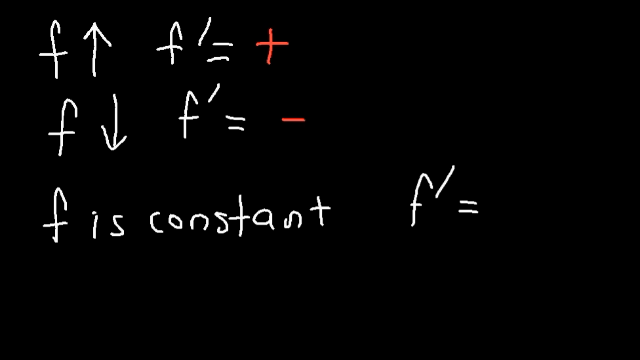 f ↑ f' = +
f ↓ f' = -
f is constant f' =